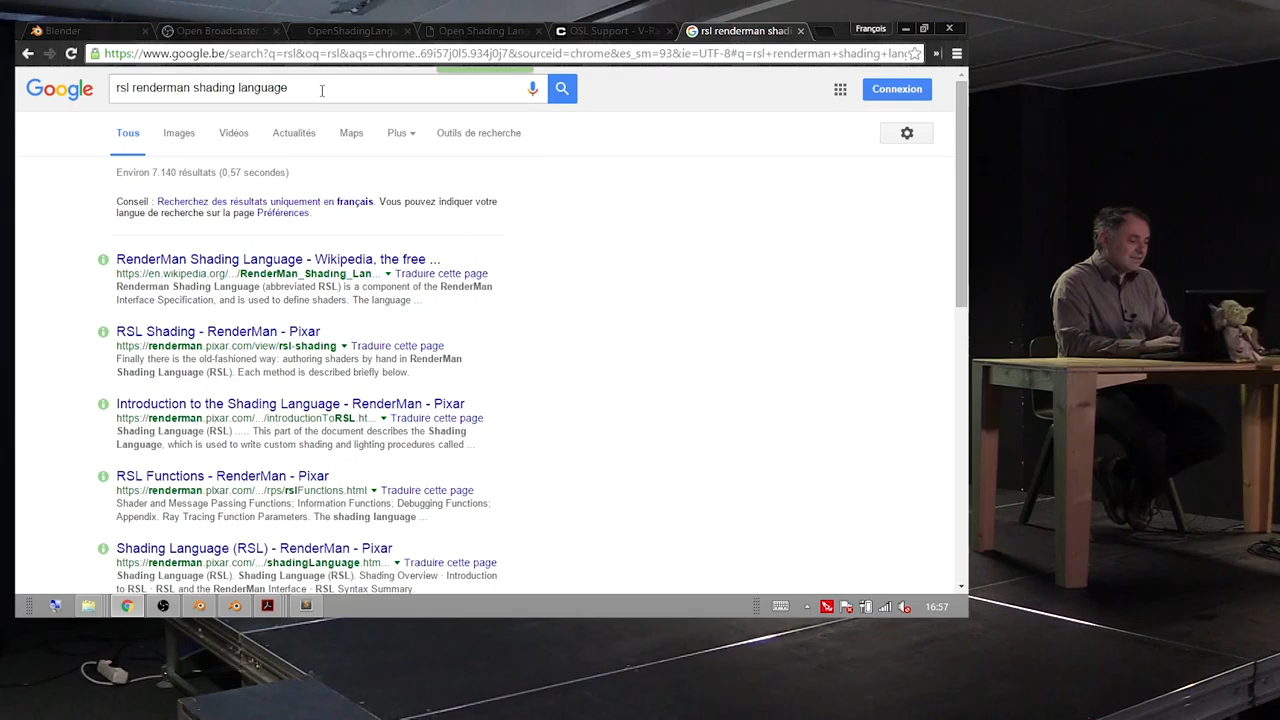 Blender
Open Broadcaster S
OpenShadingLangu
Open Shading Langu
OSL Support - V-Ra
rsl renderman shadi
François
https://www.google.be/search?q=rsl&oq=rsl&aqs=chrome..69i57j0l5.934j0j7&sourceid=chrome&es_sm=93&ie=UTF-8#q=rsl+renderman+shading+lang
Google
rsl renderman shading language
Connexion
Tous
Images
Vidéos
Actualités
Maps
Plus
Outils de recherche
Environ 7.140 résultats (0,57 secondes)
Conseil : Recherchez des résultats uniquement en français. Vous pouvez indiquer votre
langue de recherche sur la page Préférences.
RenderMan Shading Language - Wikipedia, the free ...
https://en.wikipedia.org/.../RenderMan_Shading_Lan... Traduire cette page
Renderman Shading Language (abbreviated RSL) is a component of the RenderMan
Interface Specification, and is used to define shaders. The language ...
RSL Shading - RenderMan - Pixar
https://renderman.pixar.com/view/rsl-shading Traduire cette page
Finally there is the old-fashioned way: authoring shaders by hand in RenderMan
Shading Language (RSL). Each method is described briefly below.
Introduction to the Shading Language - RenderMan - Pixar
https://renderman.pixar.com/.../introductionToRSL.ht... Traduire cette page
Shading Language (RSL) ..... This part of the document describes the Shading
Language, which is used to write custom shading and lighting procedures called ...
RSL Functions - RenderMan - Pixar
https://renderman.pixar.com/.../rps/rslFunctions.html Traduire cette page
Shader and Message Passing Functions; Information Functions; Debugging Functions;
Appendix. Ray Tracing Function Parameters. The shading language ...
Shading Language (RSL) - RenderMan - Pixar
https://renderman.pixar.com/.../shadingLanguage.htm... Traduire cette page
Shading Language (RSL). Shading Language (RSL). Shading Overview · Introduction
to RSL · RSL and the RenderMan Interface · RSL Syntax Summary.
16:57